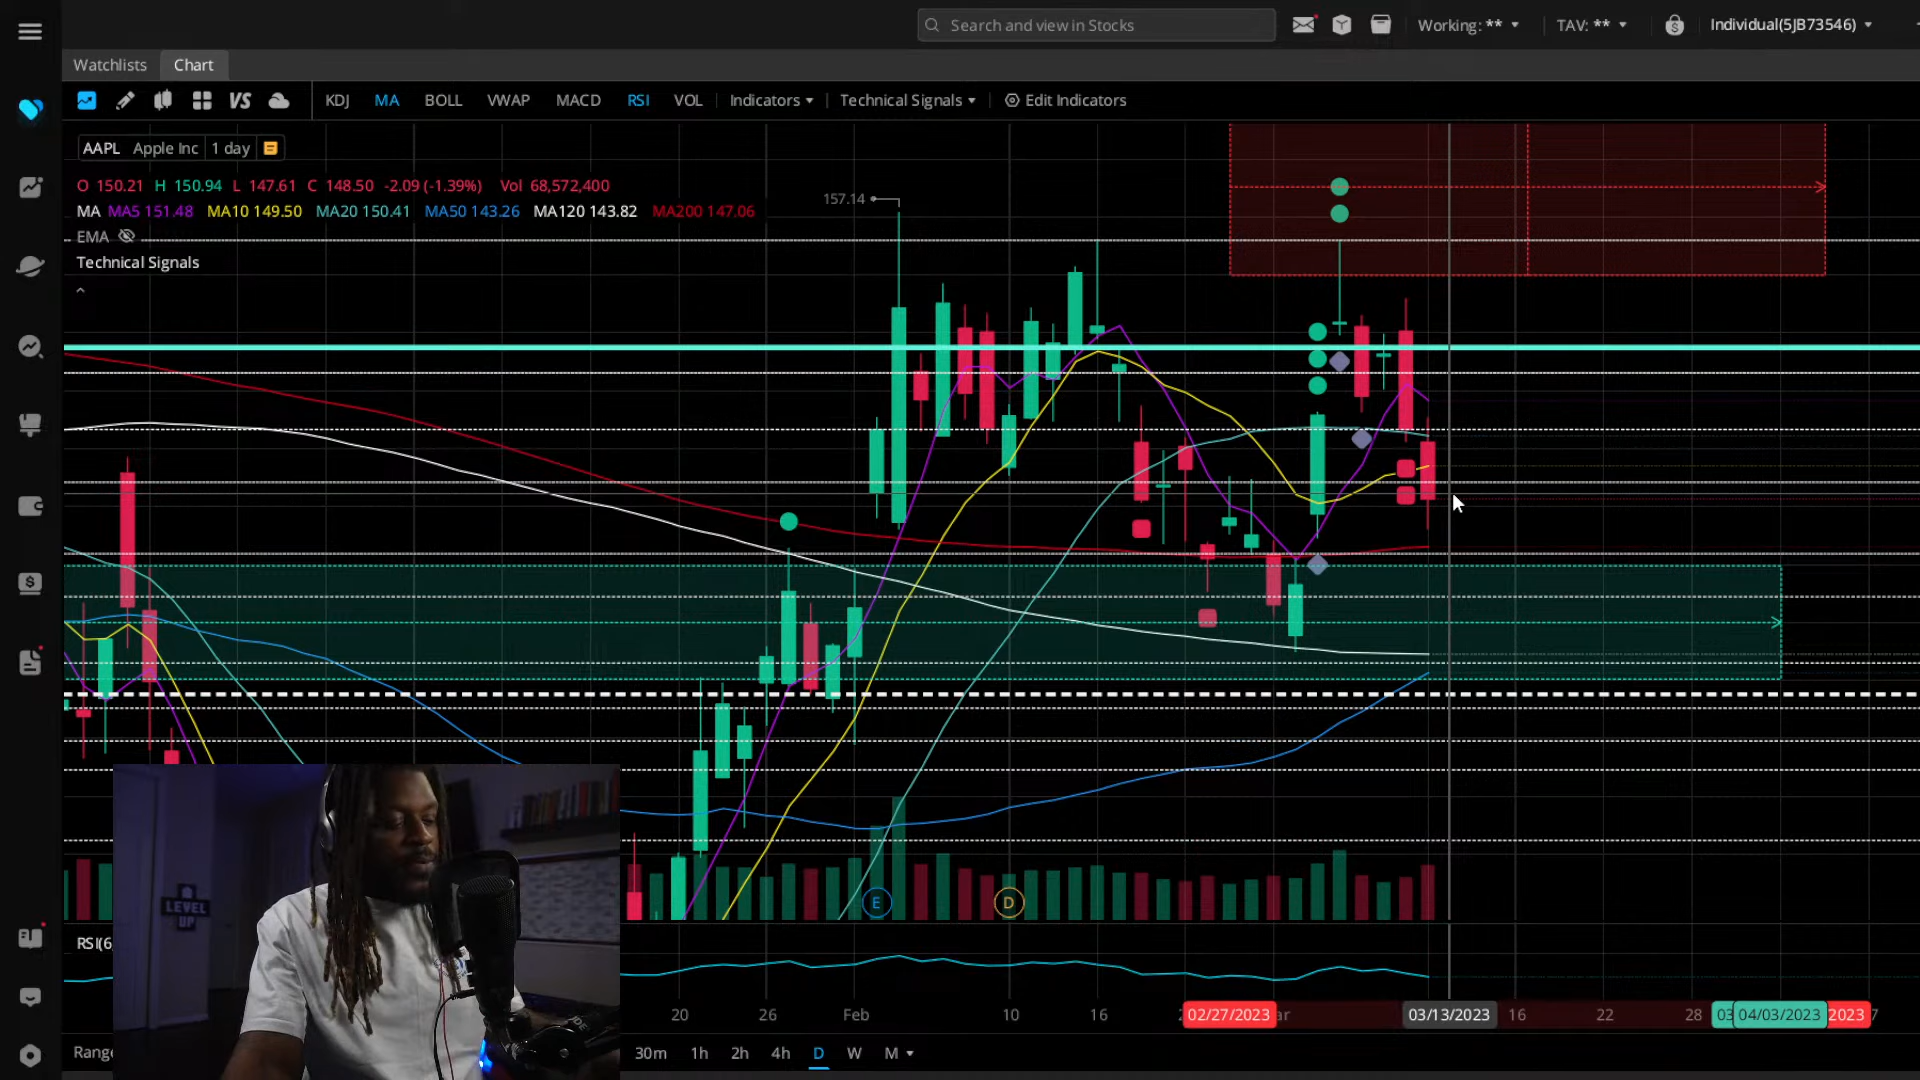 Search and view in Stocks
Working: **
TAV: **
Individual(5JB73546)
Watchlists
Chart
VS
KDJ
MA
BOLL
VWAP
MACD
RSI
VOL
Indicators
Technical Signals
Edit Indicators
AAPL Apple Inc 1 day
O 150.21 H 150.94 L 147.61 C 148.50 -2.09 (-1.39%) Vol 68,572,400
MA MA5 151.48 MA10 149.50 MA20 150.41 MA50 143.26 MA120 143.82 MA200 147.06
EMA
Technical Signals
157.14
LEVEL
UP
E
D
RSI(6,
20
26
Feb
10
16
02/27/2023
03/13/2023
16
22
28
04/03/2023
2023
Range
30m
1h
2h
4h
D
W
M